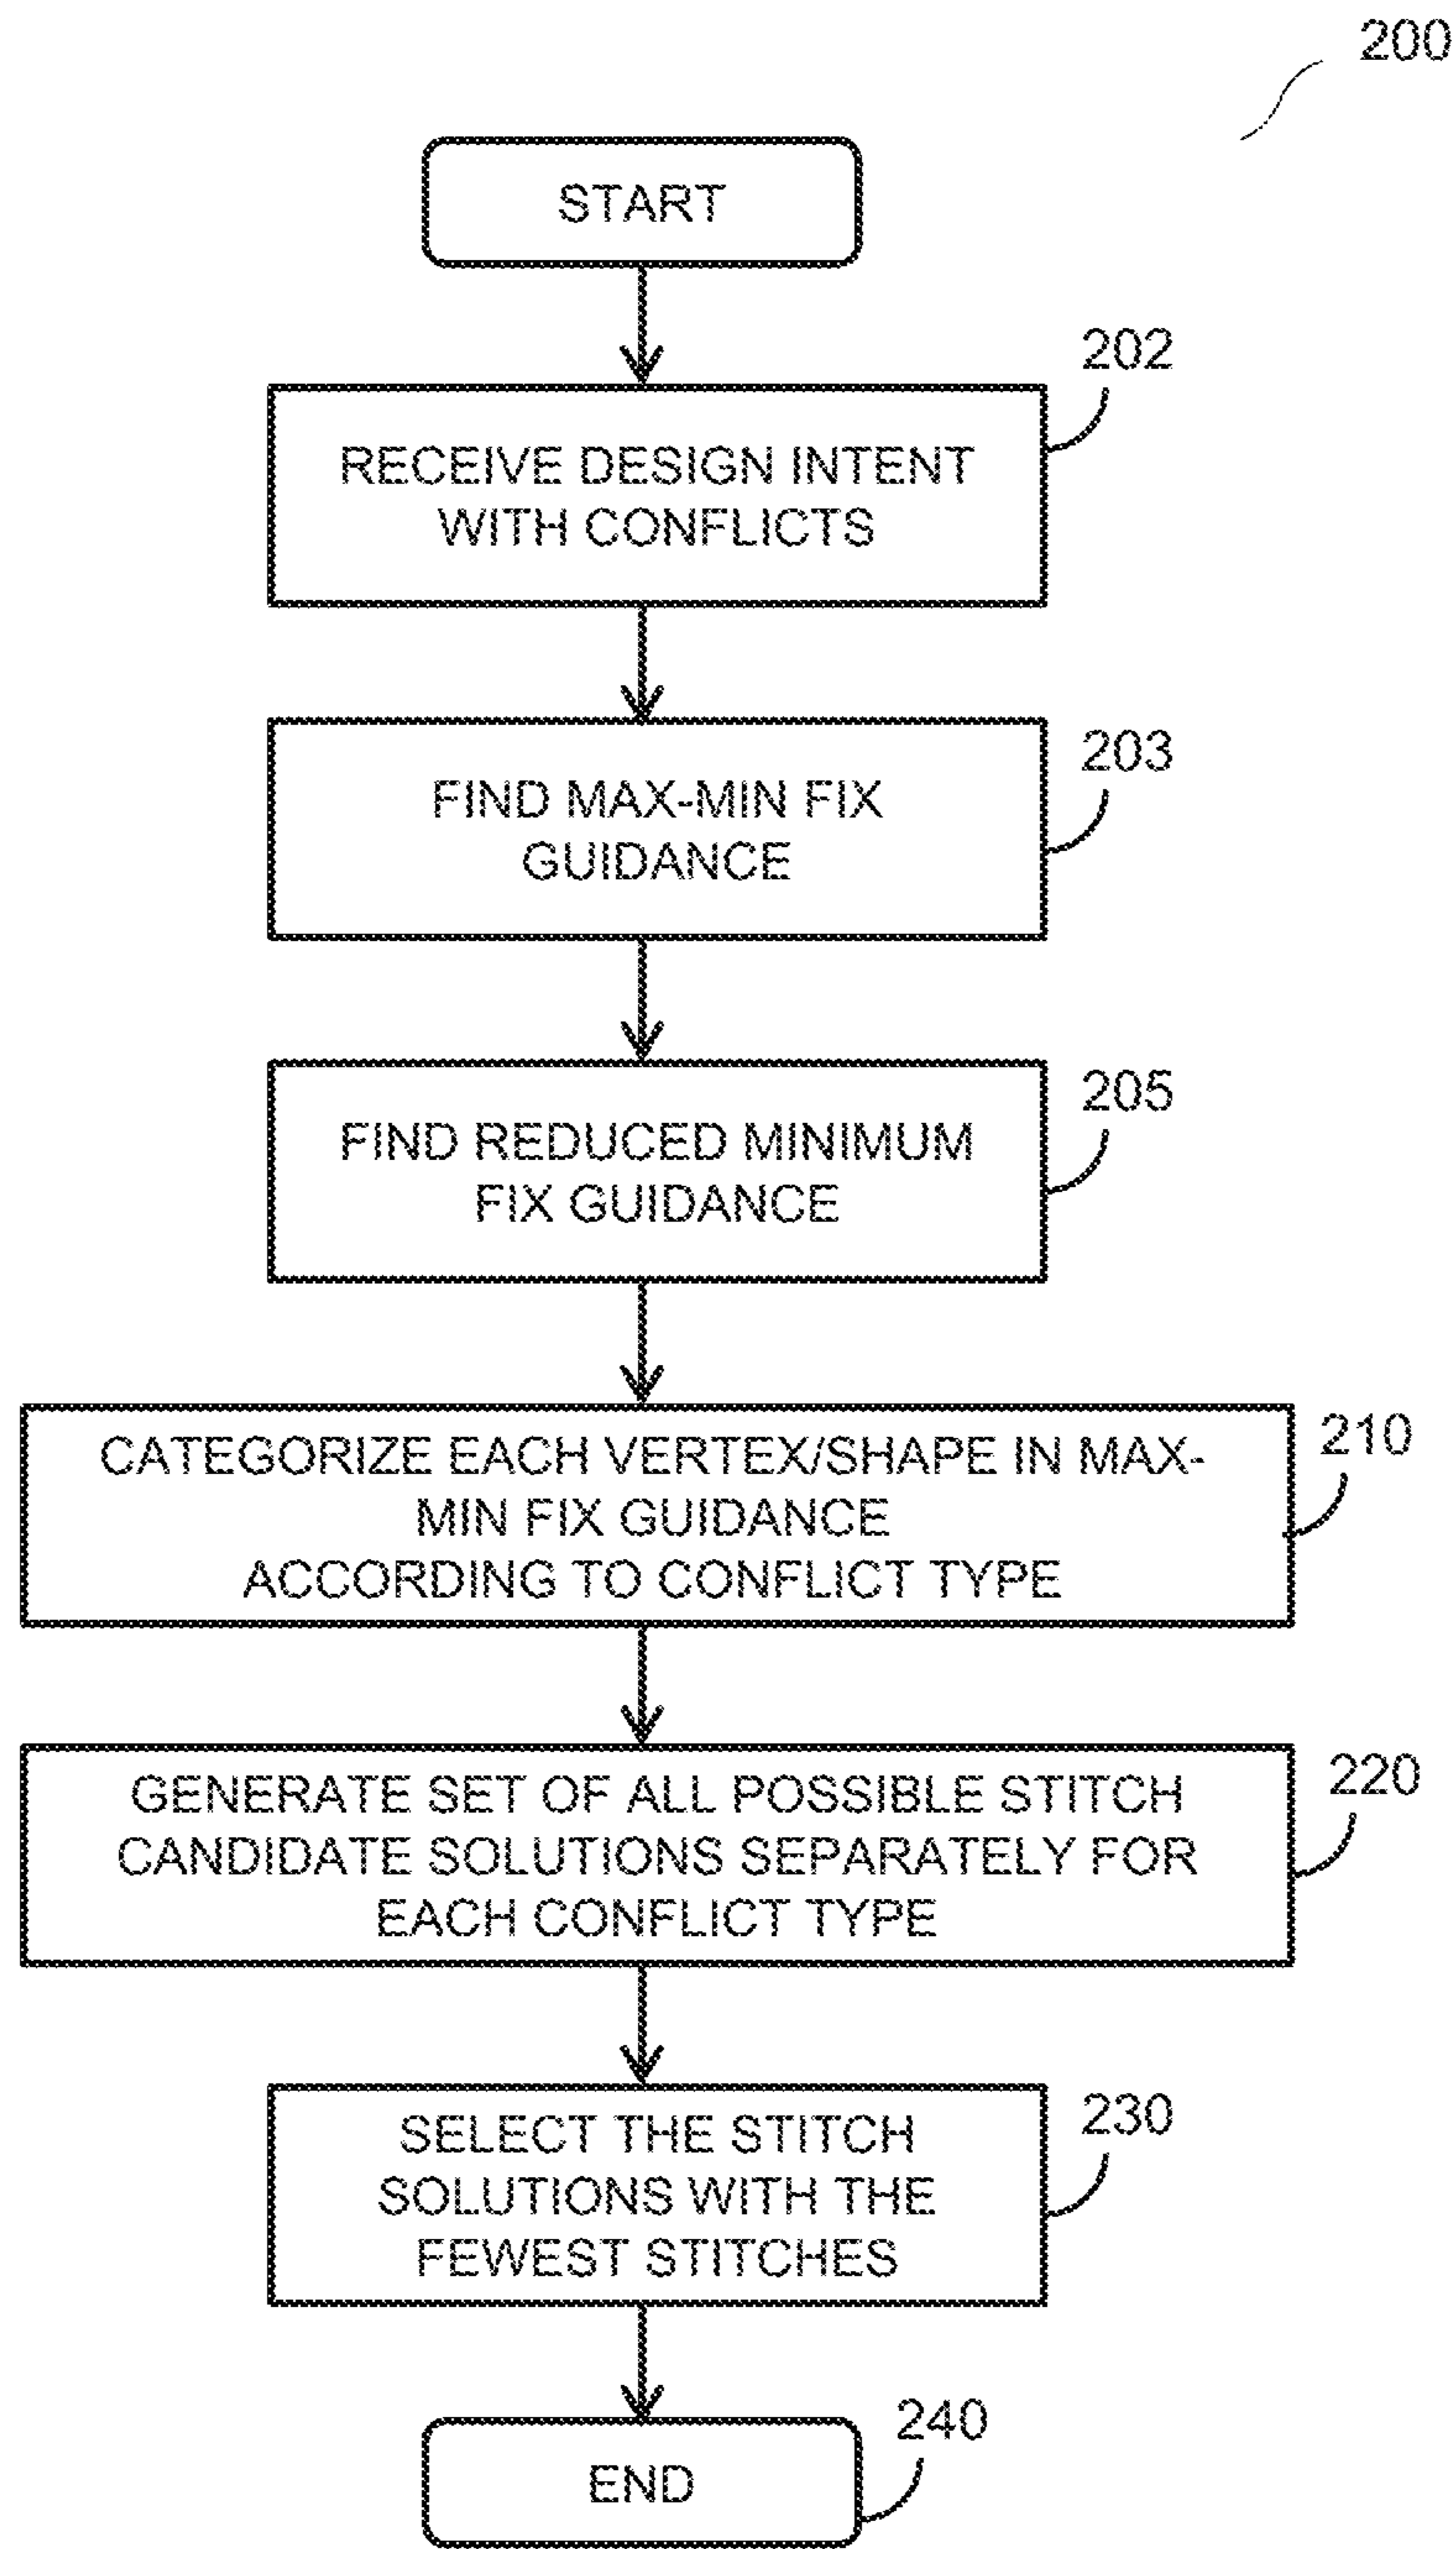 200
START
202
RECEIVE DESIGN INTENT
WITH CONFLICTS
203
FIND MAX-MIN FIX
GUIDANCE
205
FIND REDUCED MINIMUM
FIX GUIDANCE
210
CATEGORIZE EACH VERTEX/SHAPE IN MAX-
MIN FIX GUIDANCE
ACCORDING TO CONFLICT TYPE
220
GENERATE SET OF ALL POSSIBLE STITCH
CANDIDATE SOLUTIONS SEPARATELY FOR
EACH CONFLICT TYPE
230
SELECT THE STITCH
SOLUTIONS WITH THE
FEWEST STITCHES
240
END